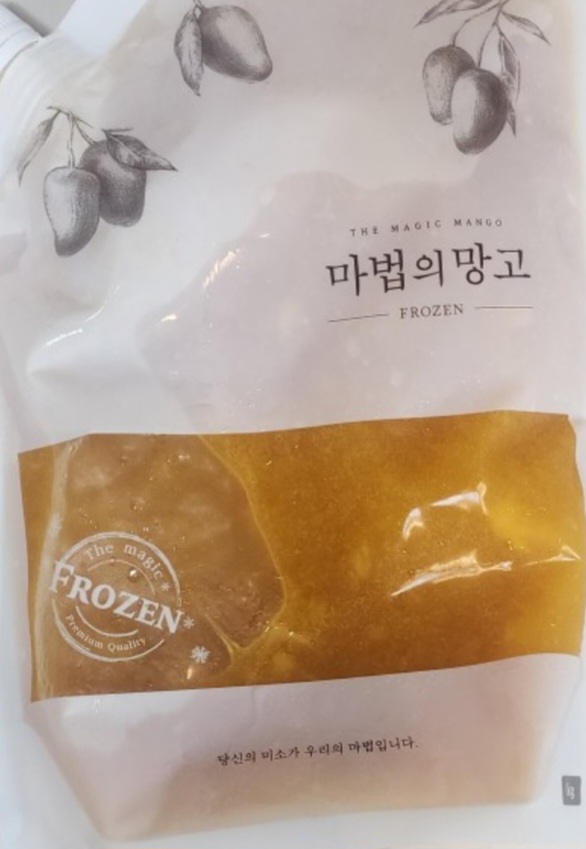 THE MAGIC MANGO
마법의망고
FROZEN
The magic
FROZEN
Premium Quality
당신의 미소가 우리의 마법입니다.